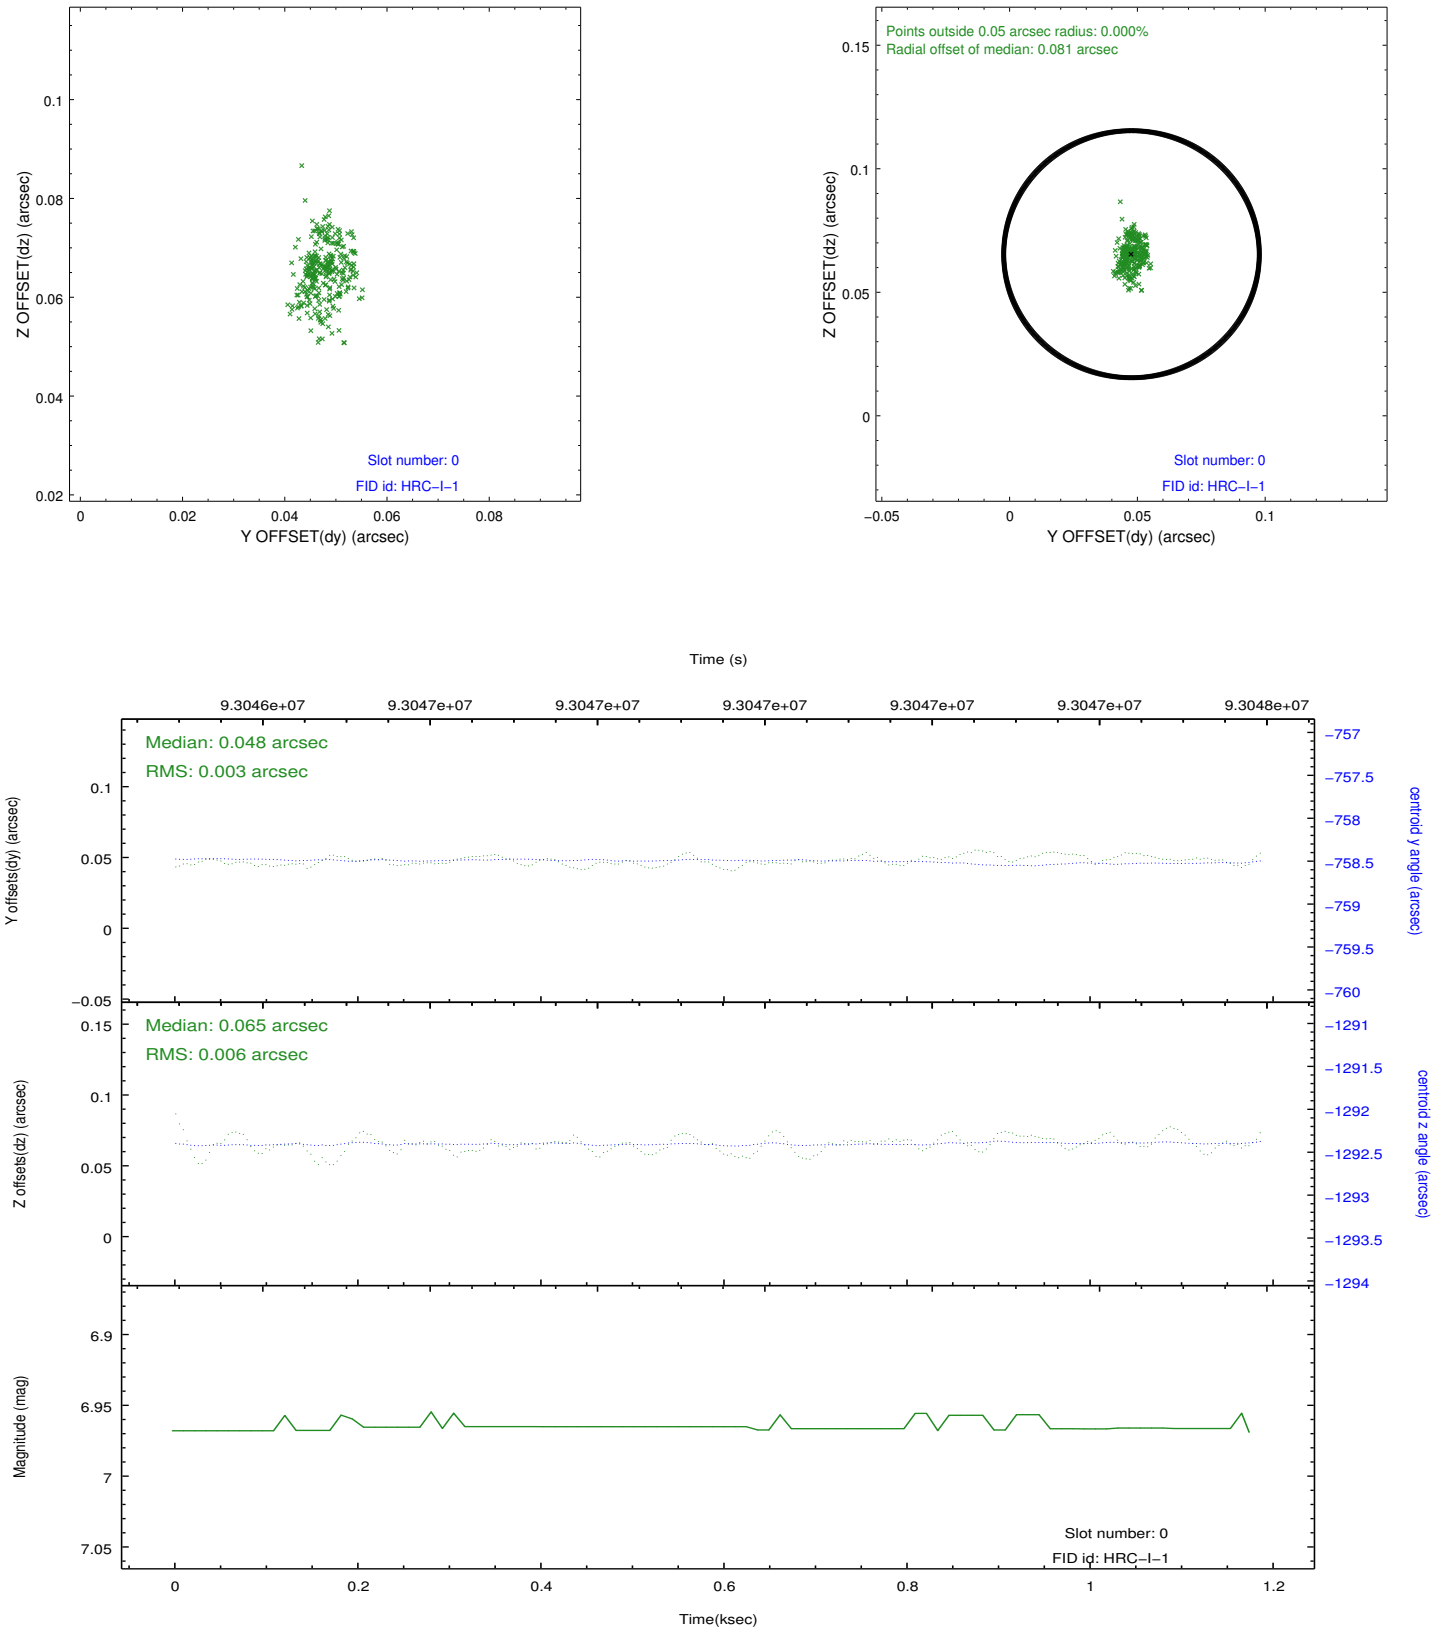 0.1
0.08
0.06
0.04
0.02
Z OFFSET(dz) (arcsec)
Slot number: 0
FID id: HRC−I−1
0
0.02
0.04
0.06
0.08
Y OFFSET(dy) (arcsec)
Points outside 0.05 arcsec radius: 0.000%
Radial offset of median: 0.081 arcsec
0.15
0.1
0.05
0
Z OFFSET(dz) (arcsec)
Slot number: 0
FID id: HRC−I−1
−0.05
0
0.05
0.1
Y OFFSET(dy) (arcsec)
Time (s)
9.3046e+07
9.3047e+07
9.3047e+07
9.3047e+07
9.3047e+07
9.3047e+07
9.3048e+07
Median: 0.048 arcsec
RMS: 0.003 arcsec
0.1
0.05
0
−0.05
Y offsets(dy) (arcsec)
−757
−757.5
−758
−758.5
−759
−759.5
−760
centroid y angle (arcsec)
Median: 0.065 arcsec
RMS: 0.006 arcsec
0.15
0.1
0.05
0
Z offsets(dz) (arcsec)
−1291
−1291.5
−1292
−1292.5
−1293
−1293.5
−1294
centroid z angle (arcsec)
6.9
6.95
7
7.05
Magnitude (mag)
Slot number: 0
FID id: HRC−I−1
0
0.2
0.4
0.6
0.8
1
1.2
Time(ksec)